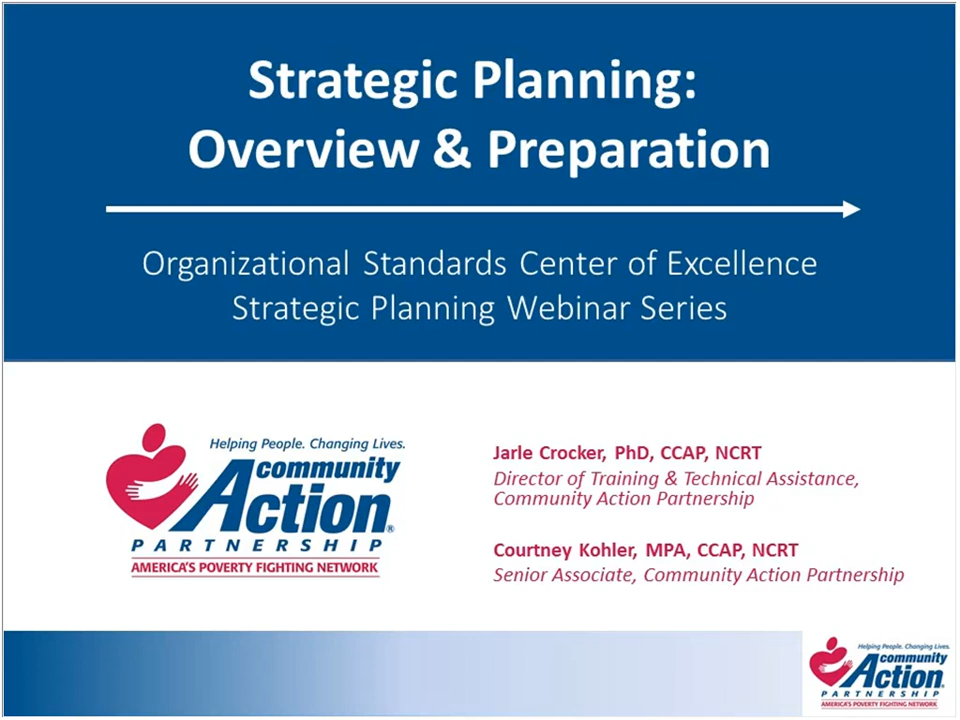 Strategic Planning:
Overview & Preparation
Organizational Standards Center of Excellence
Strategic Planning Webinar Series
Helping People. Changing Lives.
community
Action®
PARTNERSHIP
AMERICA'S POVERTY FIGHTING NETWORK
Jarle Crocker, PhD, CCAP, NCRT
Director of Training & Technical Assistance,
Community Action Partnership
Courtney Kohler, MPA, CCAP, NCRT
Senior Associate, Community Action Partnership
Helping People. Changing Lives.
community
Action®
PARTNERSHIP
AMERICA'S POVERTY FIGHTING NETWORK